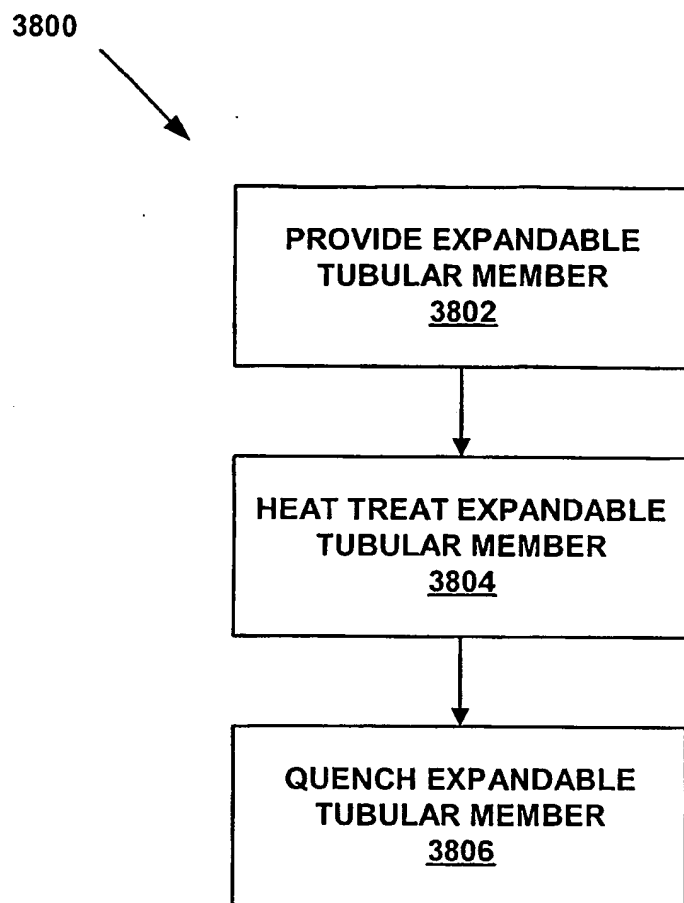 3800
PROVIDE EXPANDABLE
TUBULAR MEMBER
3802
HEAT TREAT EXPANDABLE
TUBULAR MEMBER
3804
QUENCH EXPANDABLE
TUBULAR MEMBER
3806